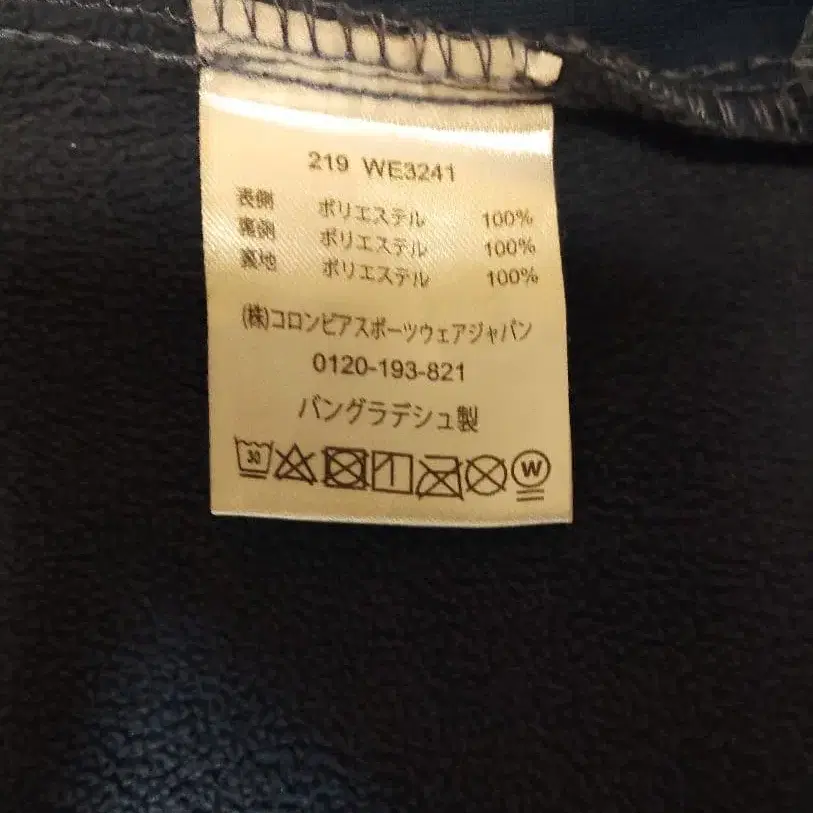 219 WE3241
表側 ポリエステル 100%
裏側 ポリエステル 100%
裏地 ポリエステル 100%
(株)コロンビアスポーツウェアジャパン
0120-193-821
バングラデシュ製
30 W